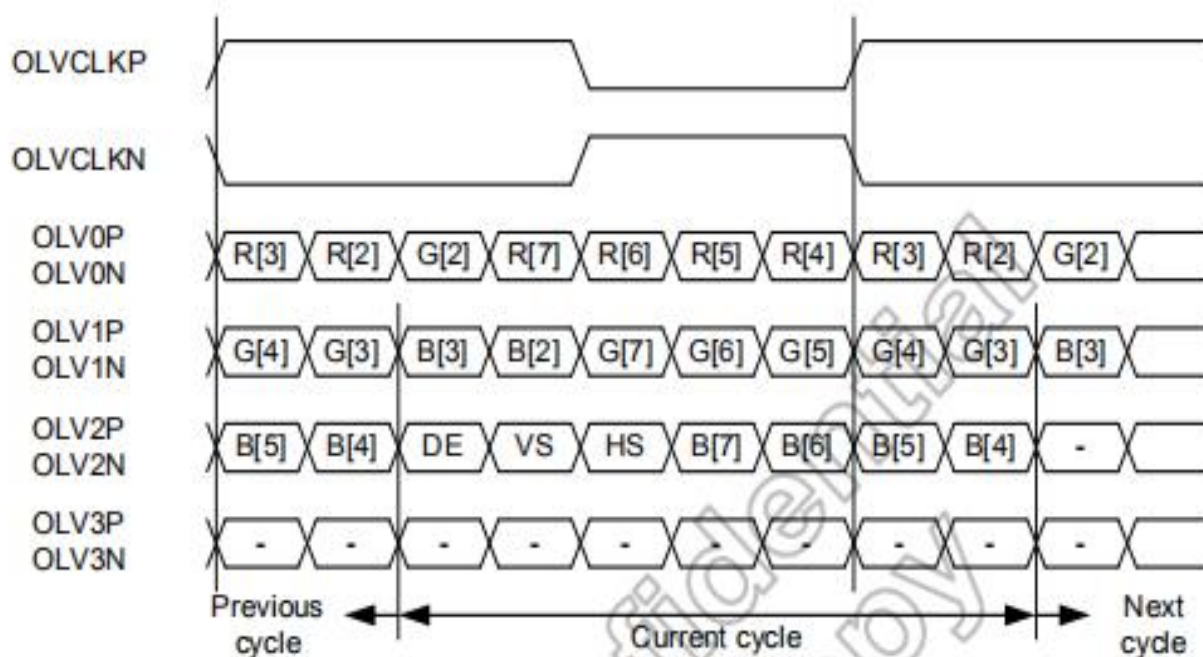 OLVCLKP
OLVCLKN
OLV0P
OLV0N
R[3] R[2] G[2] R[7] R[6] R[5] R[4] R[3] R[2] G[2]
OLV1P
OLV1N
G[4] G[3] B[3] B[2] G[7] G[6] G[5] G[4] G[3] B[3]
OLV2P
OLV2N
B[5] B[4] DE VS HS B[7] B[6] B[5] B[4] -
OLV3P
OLV3N
- - - - - - - - - -
Previous
cycle
Current cycle
Next
cycle